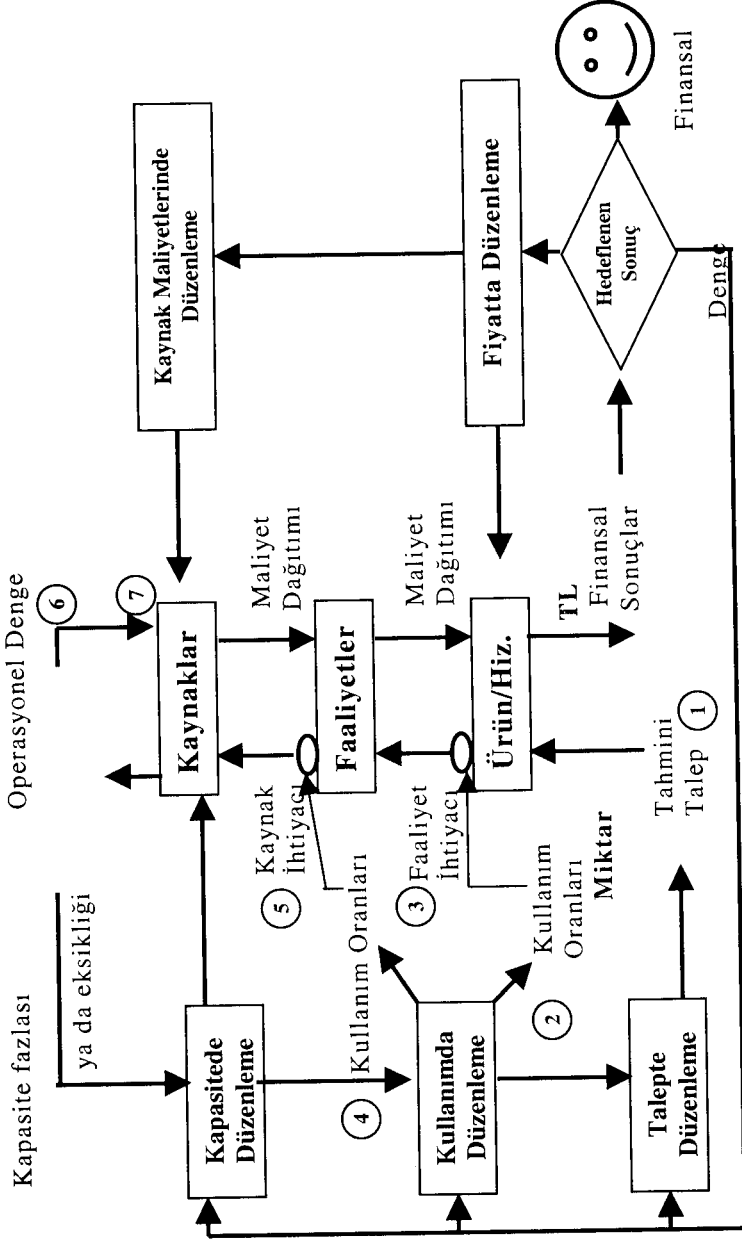 Kapasite fazlası
ya da eksikliği
Operasyonel Denge
6
7
Kapasitede
Düzenleme
Kaynaklar
Kaynak Maliyetlerinde
Düzenleme
5
Kaynak
İhtiyacı
Maliyet
Dağıtımı
4
Kullanım Oranları
Faaliyetler
3
Faaliyet
İhtiyacı
Maliyet
Dağıtımı
Kullanımda
Düzenleme
2
Kullanım
Oranları
Miktar
Ürün/Hiz.
Fiyatta Düzenleme
Talepte
Düzenleme
Tahmini
Talep
1
TL
Finansal
Sonuçlar
Hedeflenen
Sonuç
Finansal
Denge